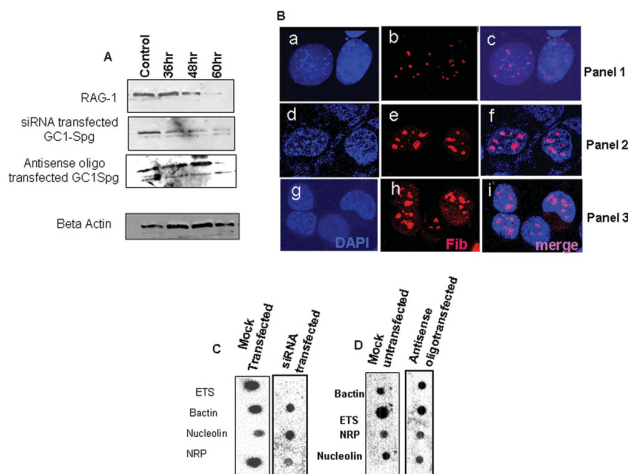 A
Control
36hr
48hr
60hr
RAG-1
siRNA transfected
GC1-Spg
Antisense oligo
transfected GC1Spg
Beta Actin
B
a
b
c
Panel 1
d
e
f
Panel 2
g
h
i
Panel 3
DAPI
Fib
merge
C
Mock
Transfected
siRNA
transfected
ETS
Bactin
Nucleolin
NRP
D
Mock
untransfected
Antisense
oligotransfected
Bactin
ETS
NRP
Nucleolin